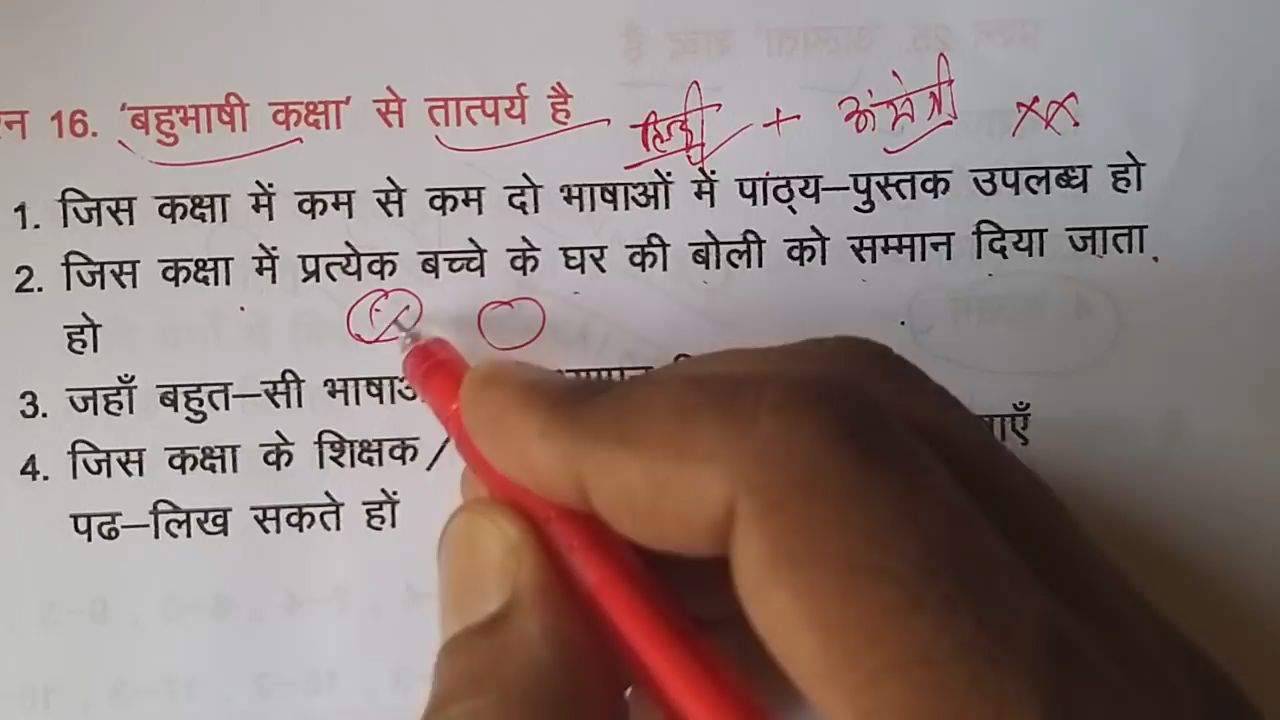 न 16. 'बहुभाषी कक्षा' से तात्पर्य है हिन्दी + अंग्रेजी ××
1. जिस कक्षा में कम से कम दो भाषाओं में पाठ्य–पुस्तक उपलब्ध हो
2. जिस कक्षा में प्रत्येक बच्चे के घर की बोली को सम्मान दिया जाता
हो
3. जहाँ बहुत–सी
4. जिस कक्षा के शिक्षक/
पढ–लिख सकते हों